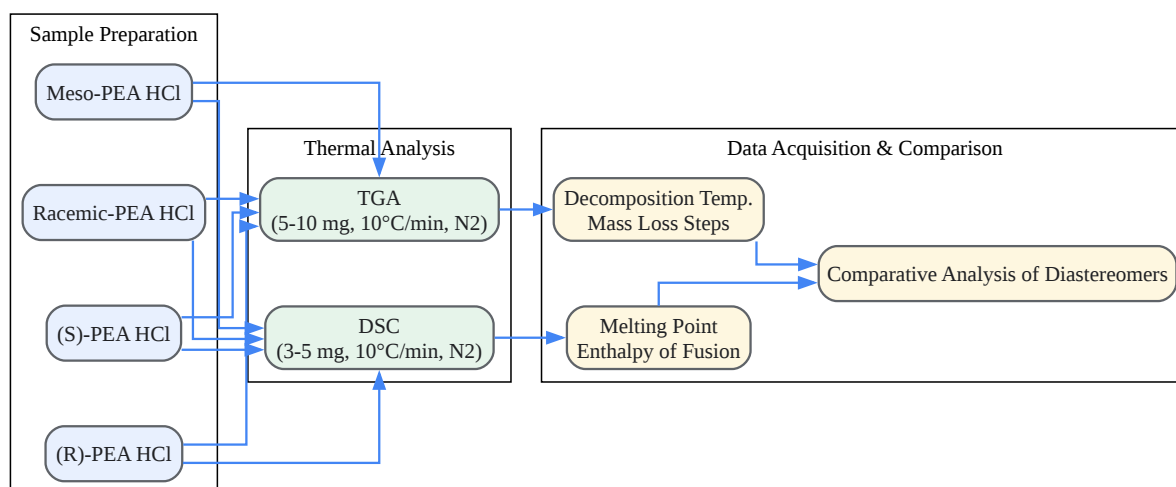 Sample Preparation
Meso-PEA HCl
Racemic-PEA HCl
(S)-PEA HCl
(R)-PEA HCl
Thermal Analysis
TGA
(5-10 mg, 10°C/min, N2)
DSC
(3-5 mg, 10°C/min, N2)
Data Acquisition & Comparison
Decomposition Temp.
Mass Loss Steps
Melting Point
Enthalpy of Fusion
Comparative Analysis of Diastereomers